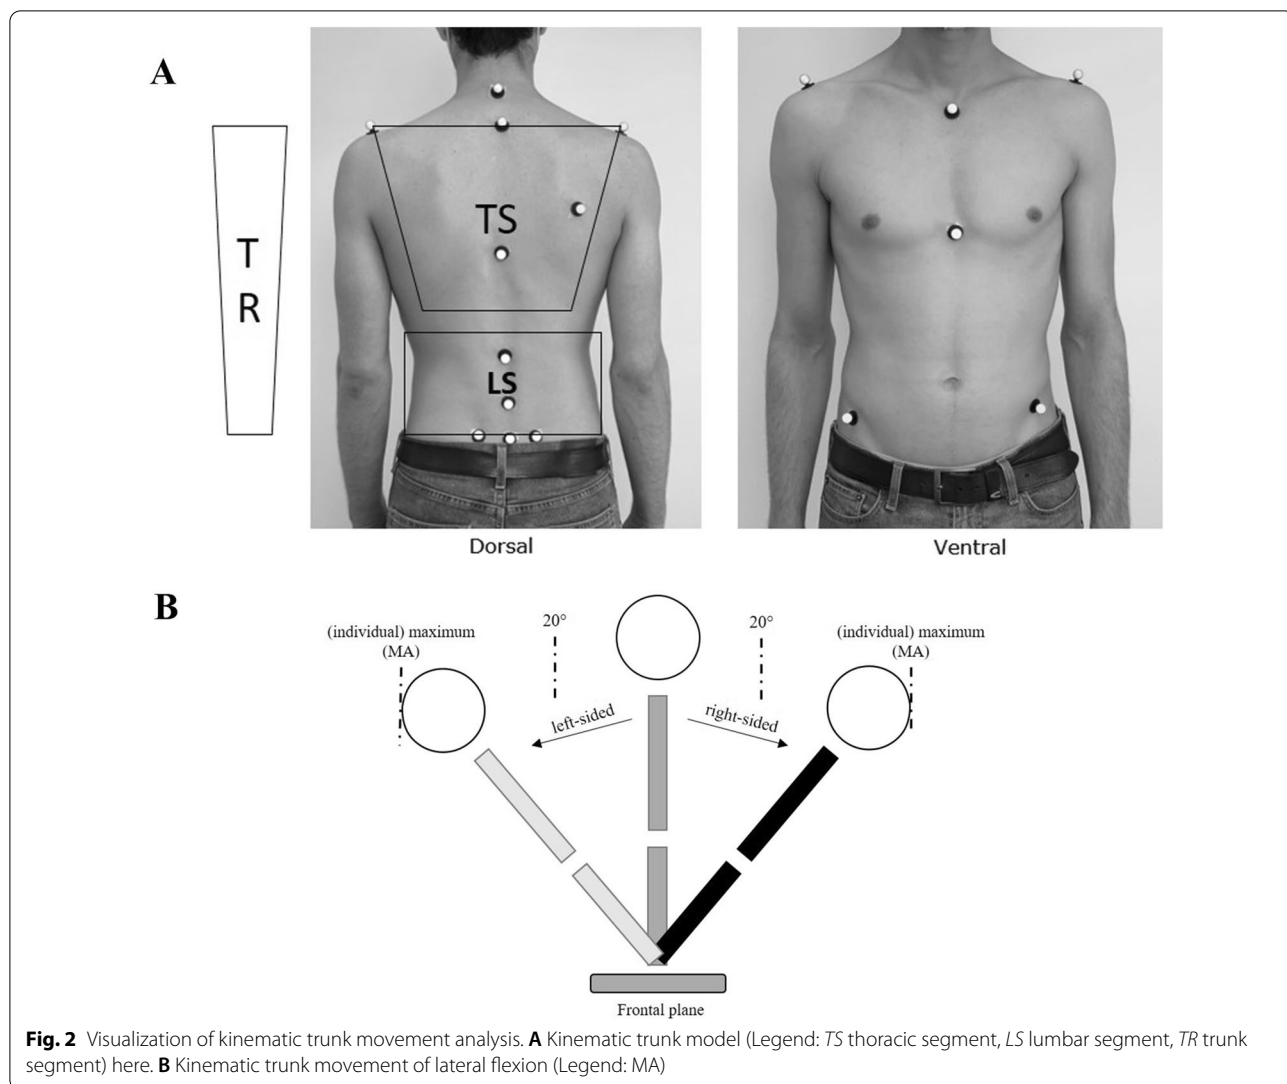 A
T
R
TS
LS
Dorsal
Ventral
B
(individual) maximum
(MA)
20°
20°
(individual) maximum
(MA)
left-sided
right-sided
Frontal plane
Fig. 2 Visualization of kinematic trunk movement analysis. A Kinematic trunk model (Legend: TS thoracic segment, LS lumbar segment, TR trunk
segment) here. B Kinematic trunk movement of lateral flexion (Legend: MA)